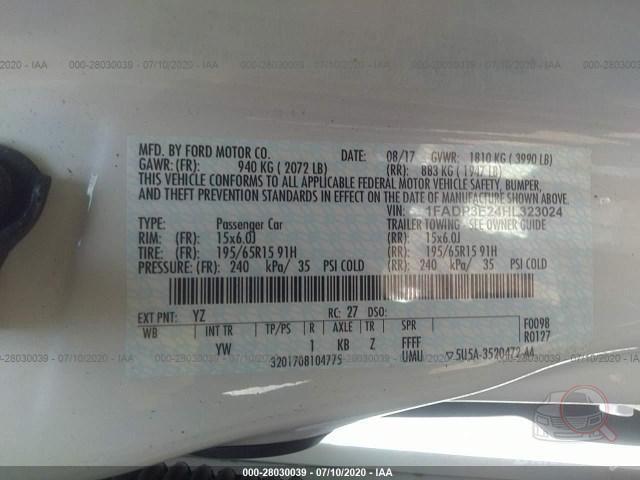 000-28030039 - 07/10/2020 - IAA
MFD. BY FORD MOTOR CO.
DATE: 08/17 GVWR: 1810 KG ( 3990 LB)
GAWR: (FR): 940 KG ( 2072 LB) (RR): 883 KG ( 1947 LB)
THIS VEHICLE CONFORMS TO ALL APPLICABLE FEDERAL MOTOR VEHICLE SAFETY, BUMPER,
AND THEFT PREVENTION STANDARDS IN EFFECT ON THE DATE OF MANUFACTURE SHOWN ABOVE.
VIN: 1FADP3E24HL323024
TYPE: Passenger Car TRAILER TOWING - SEE OWNER GUIDE
RIM: (FR): 15x6.0J (RR): 15x6.0J
TIRE: (FR): 195/65R15 91H (RR): 195/65R15 91H
PRESSURE: (FR): 240 kPa/ 35 PSI COLD (RR): 240 kPa/ 35 PSI COLD
EXT PNT: YZ RC: 27 DSO:
WB INT TR TP/PS R AXLE TR SPR F0098
YW 1 KB Z FFFF R0127
3201708104775 UMU ▽5U5A-3520472-AA
000-28030039 - 07/10/2020 - IAA